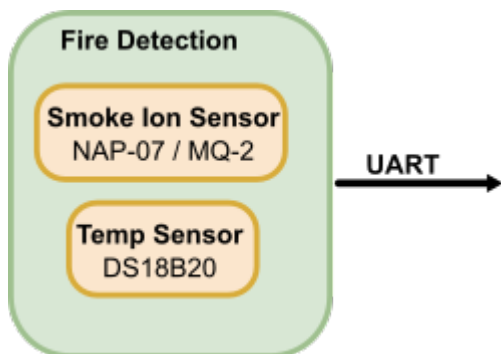 Fire Detection
Smoke Ion Sensor
NAP-07 / MQ-2
UART
Temp Sensor
DS18B20